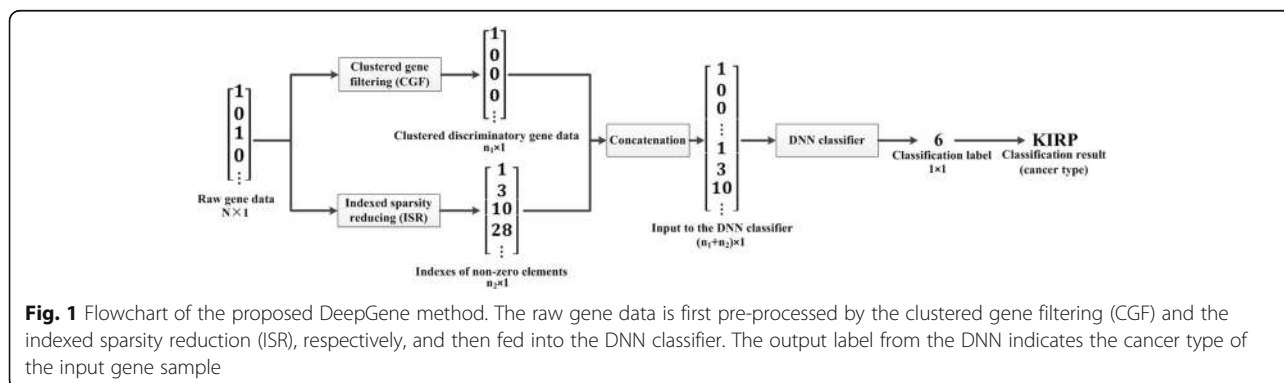 1
0
1
0
⋮
Raw gene data
N×1
Clustered gene
filtering (CGF)
1
0
0
0
⋮
Clustered discriminatory gene data
n₁×1
Indexed sparsity
reducing (ISR)
1
3
10
28
⋮
Indexes of non-zero elements
n₂×1
Concatenation
1
0
0
⋮
1
3
10
⋮
Input to the DNN classifier
(n₁+n₂)×1
DNN classifier
6
Classification label
1×1
KIRP
Classification result
(cancer type)
Fig. 1 Flowchart of the proposed DeepGene method. The raw gene data is first pre-processed by the clustered gene filtering (CGF) and the
indexed sparsity reduction (ISR), respectively, and then fed into the DNN classifier. The output label from the DNN indicates the cancer type of
the input gene sample